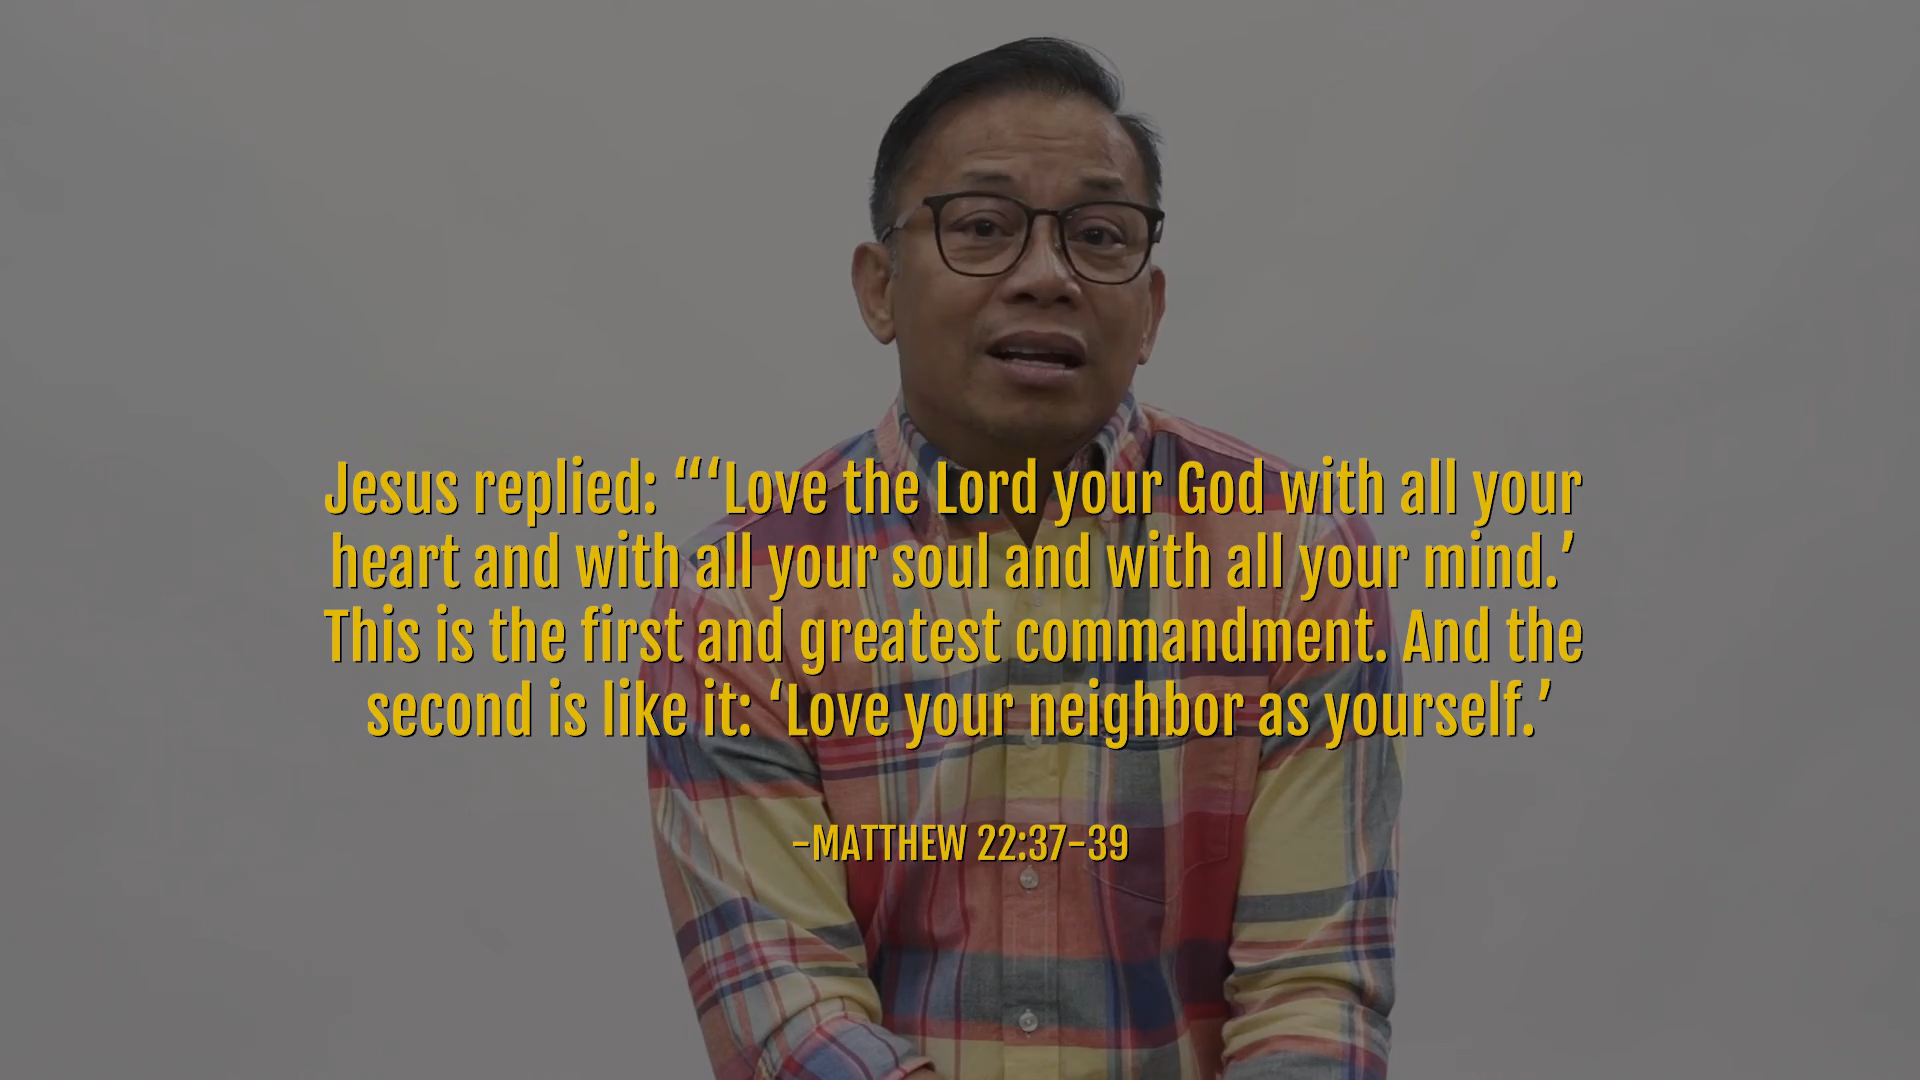 Jesus replied: “‘Love the Lord your God with all your
heart and with all your soul and with all your mind.’
This is the first and greatest commandment. And the
second is like it: ‘Love your neighbor as yourself.’
-MATTHEW 22:37-39